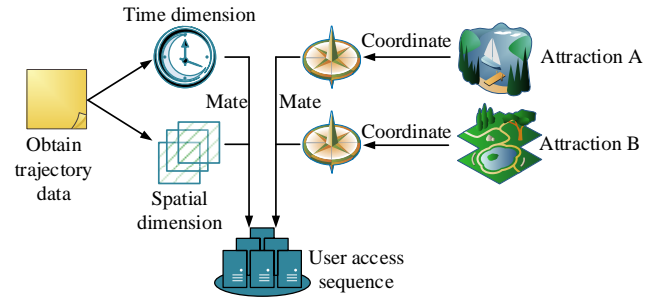 Time dimension
Coordinate
Attraction A
Mate
Mate
Coordinate
Attraction B
Obtain
trajectory
data
Spatial
dimension
User access
sequence